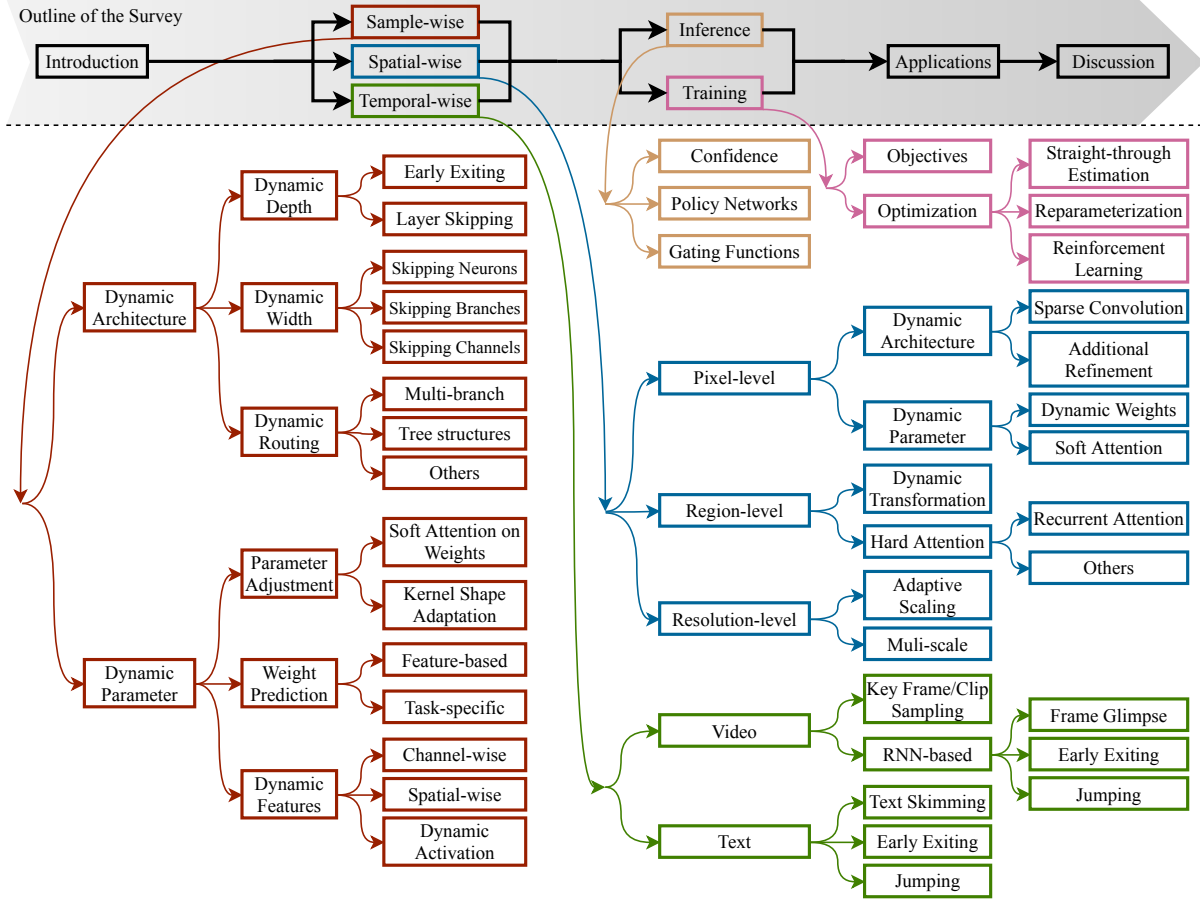 Outline of the Survey
Introduction
Sample-wise
Spatial-wise
Temporal-wise
Inference
Training
Applications
Discussion
Dynamic
Architecture
Dynamic
Depth
Early Exiting
Layer Skipping
Dynamic
Width
Skipping Neurons
Skipping Branches
Skipping Channels
Dynamic
Routing
Multi-branch
Tree structures
Others
Dynamic
Parameter
Parameter
Adjustment
Soft Attention on
Weights
Kernel Shape
Adaptation
Weight
Prediction
Feature-based
Task-specific
Dynamic
Features
Channel-wise
Spatial-wise
Dynamic
Activation
Confidence
Policy Networks
Gating Functions
Objectives
Optimization
Straight-through
Estimation
Reparameterization
Reinforcement
Learning
Pixel-level
Dynamic
Architecture
Sparse Convolution
Additional
Refinement
Dynamic
Parameter
Dynamic Weights
Soft Attention
Region-level
Dynamic
Transformation
Hard Attention
Recurrent Attention
Others
Resolution-level
Adaptive
Scaling
Muli-scale
Video
Key Frame/Clip
Sampling
RNN-based
Frame Glimpse
Early Exiting
Jumping
Text
Text Skimming
Early Exiting
Jumping